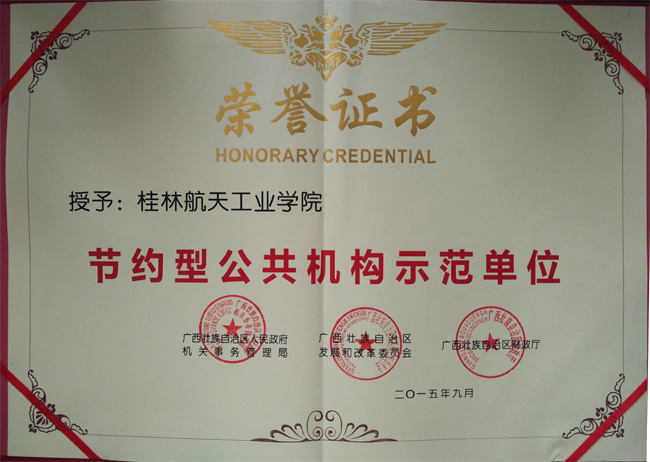 荣誉证书
HONORARY CREDENTIAL
授予：桂林航天工业学院
节约型公共机构示范单位
广西壮族自治区人民政府 广西壮族自治区 广西壮族自治区财政厅
机关事务管理局 发展和改革委员会
二〇一五年九月